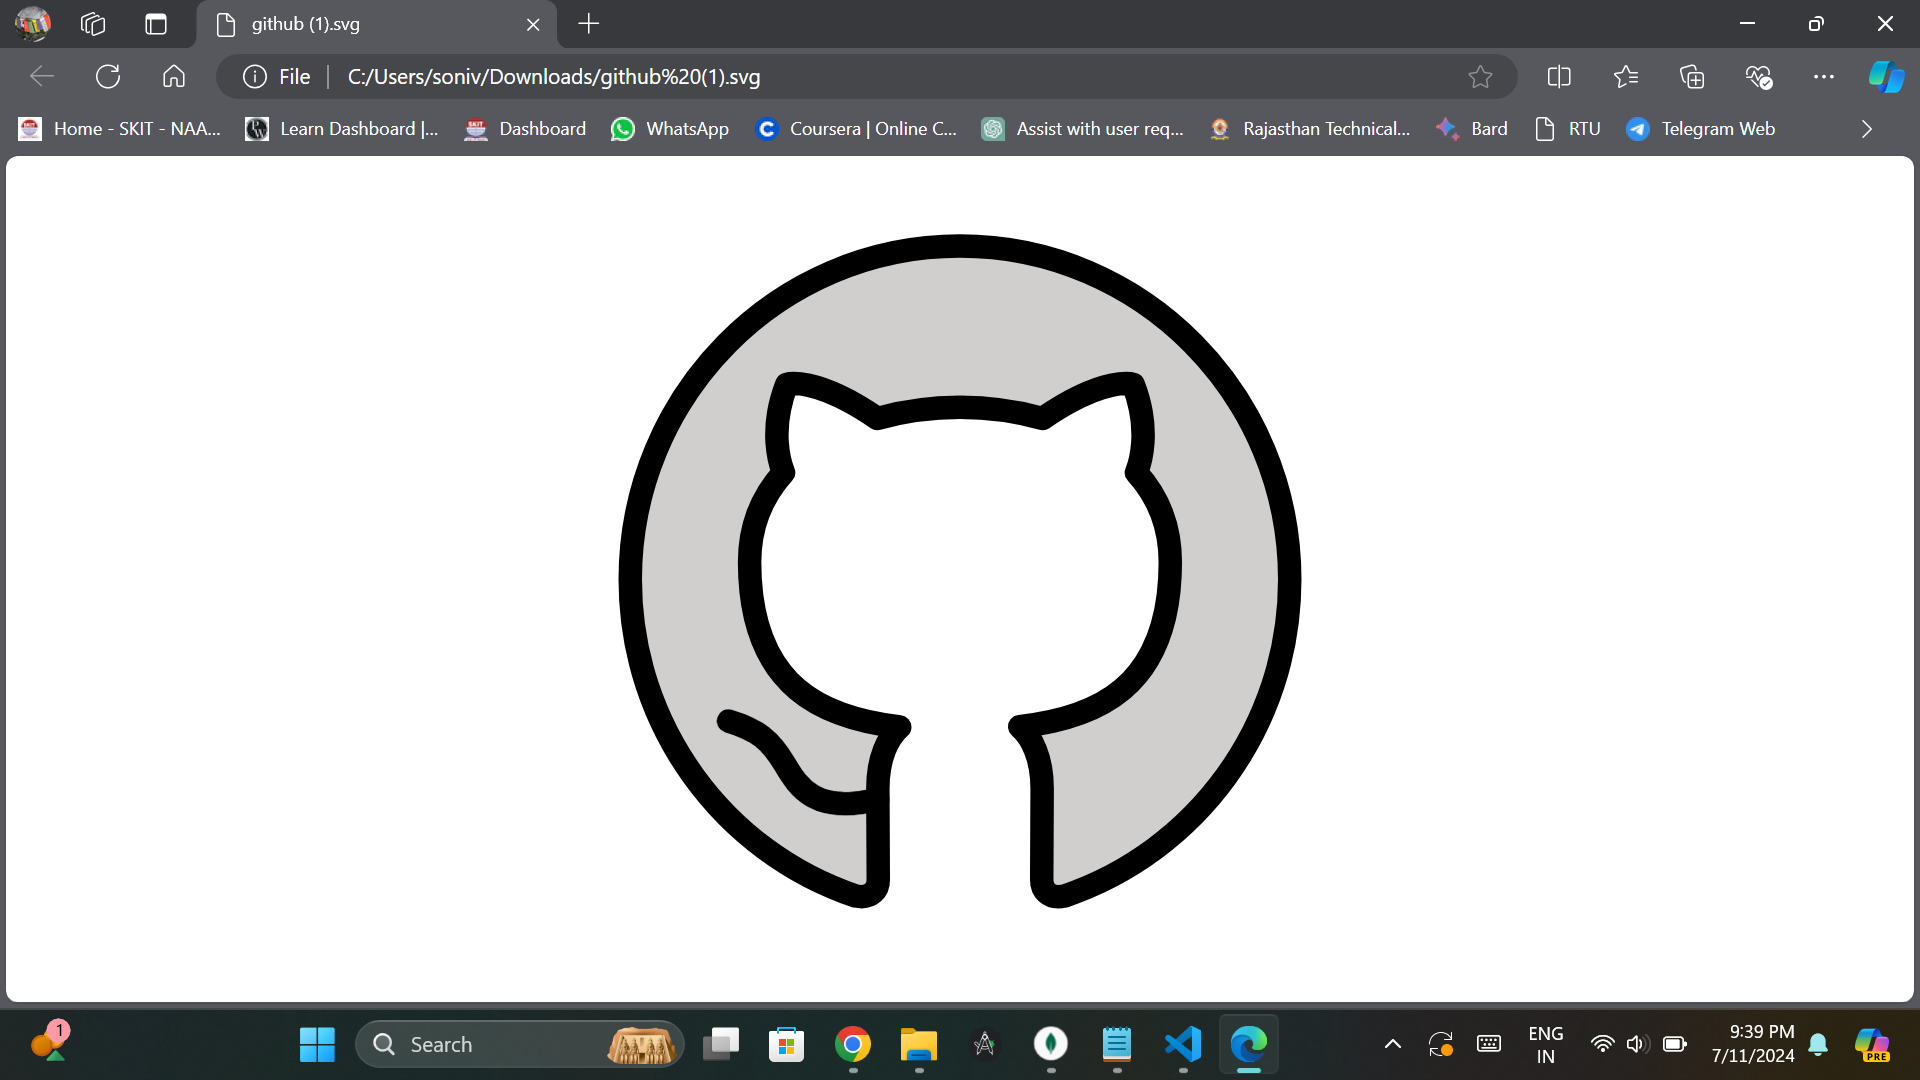 github (1).svg
File
C:/Users/soniv/Downloads/github%20(1).svg
Home - SKIT - NAA...
Learn Dashboard |...
Dashboard
WhatsApp
Coursera | Online C...
Assist with user req...
Rajasthan Technical...
Bard
RTU
Telegram Web
1
Search
ENG
IN
9:39 PM
7/11/2024
PRE